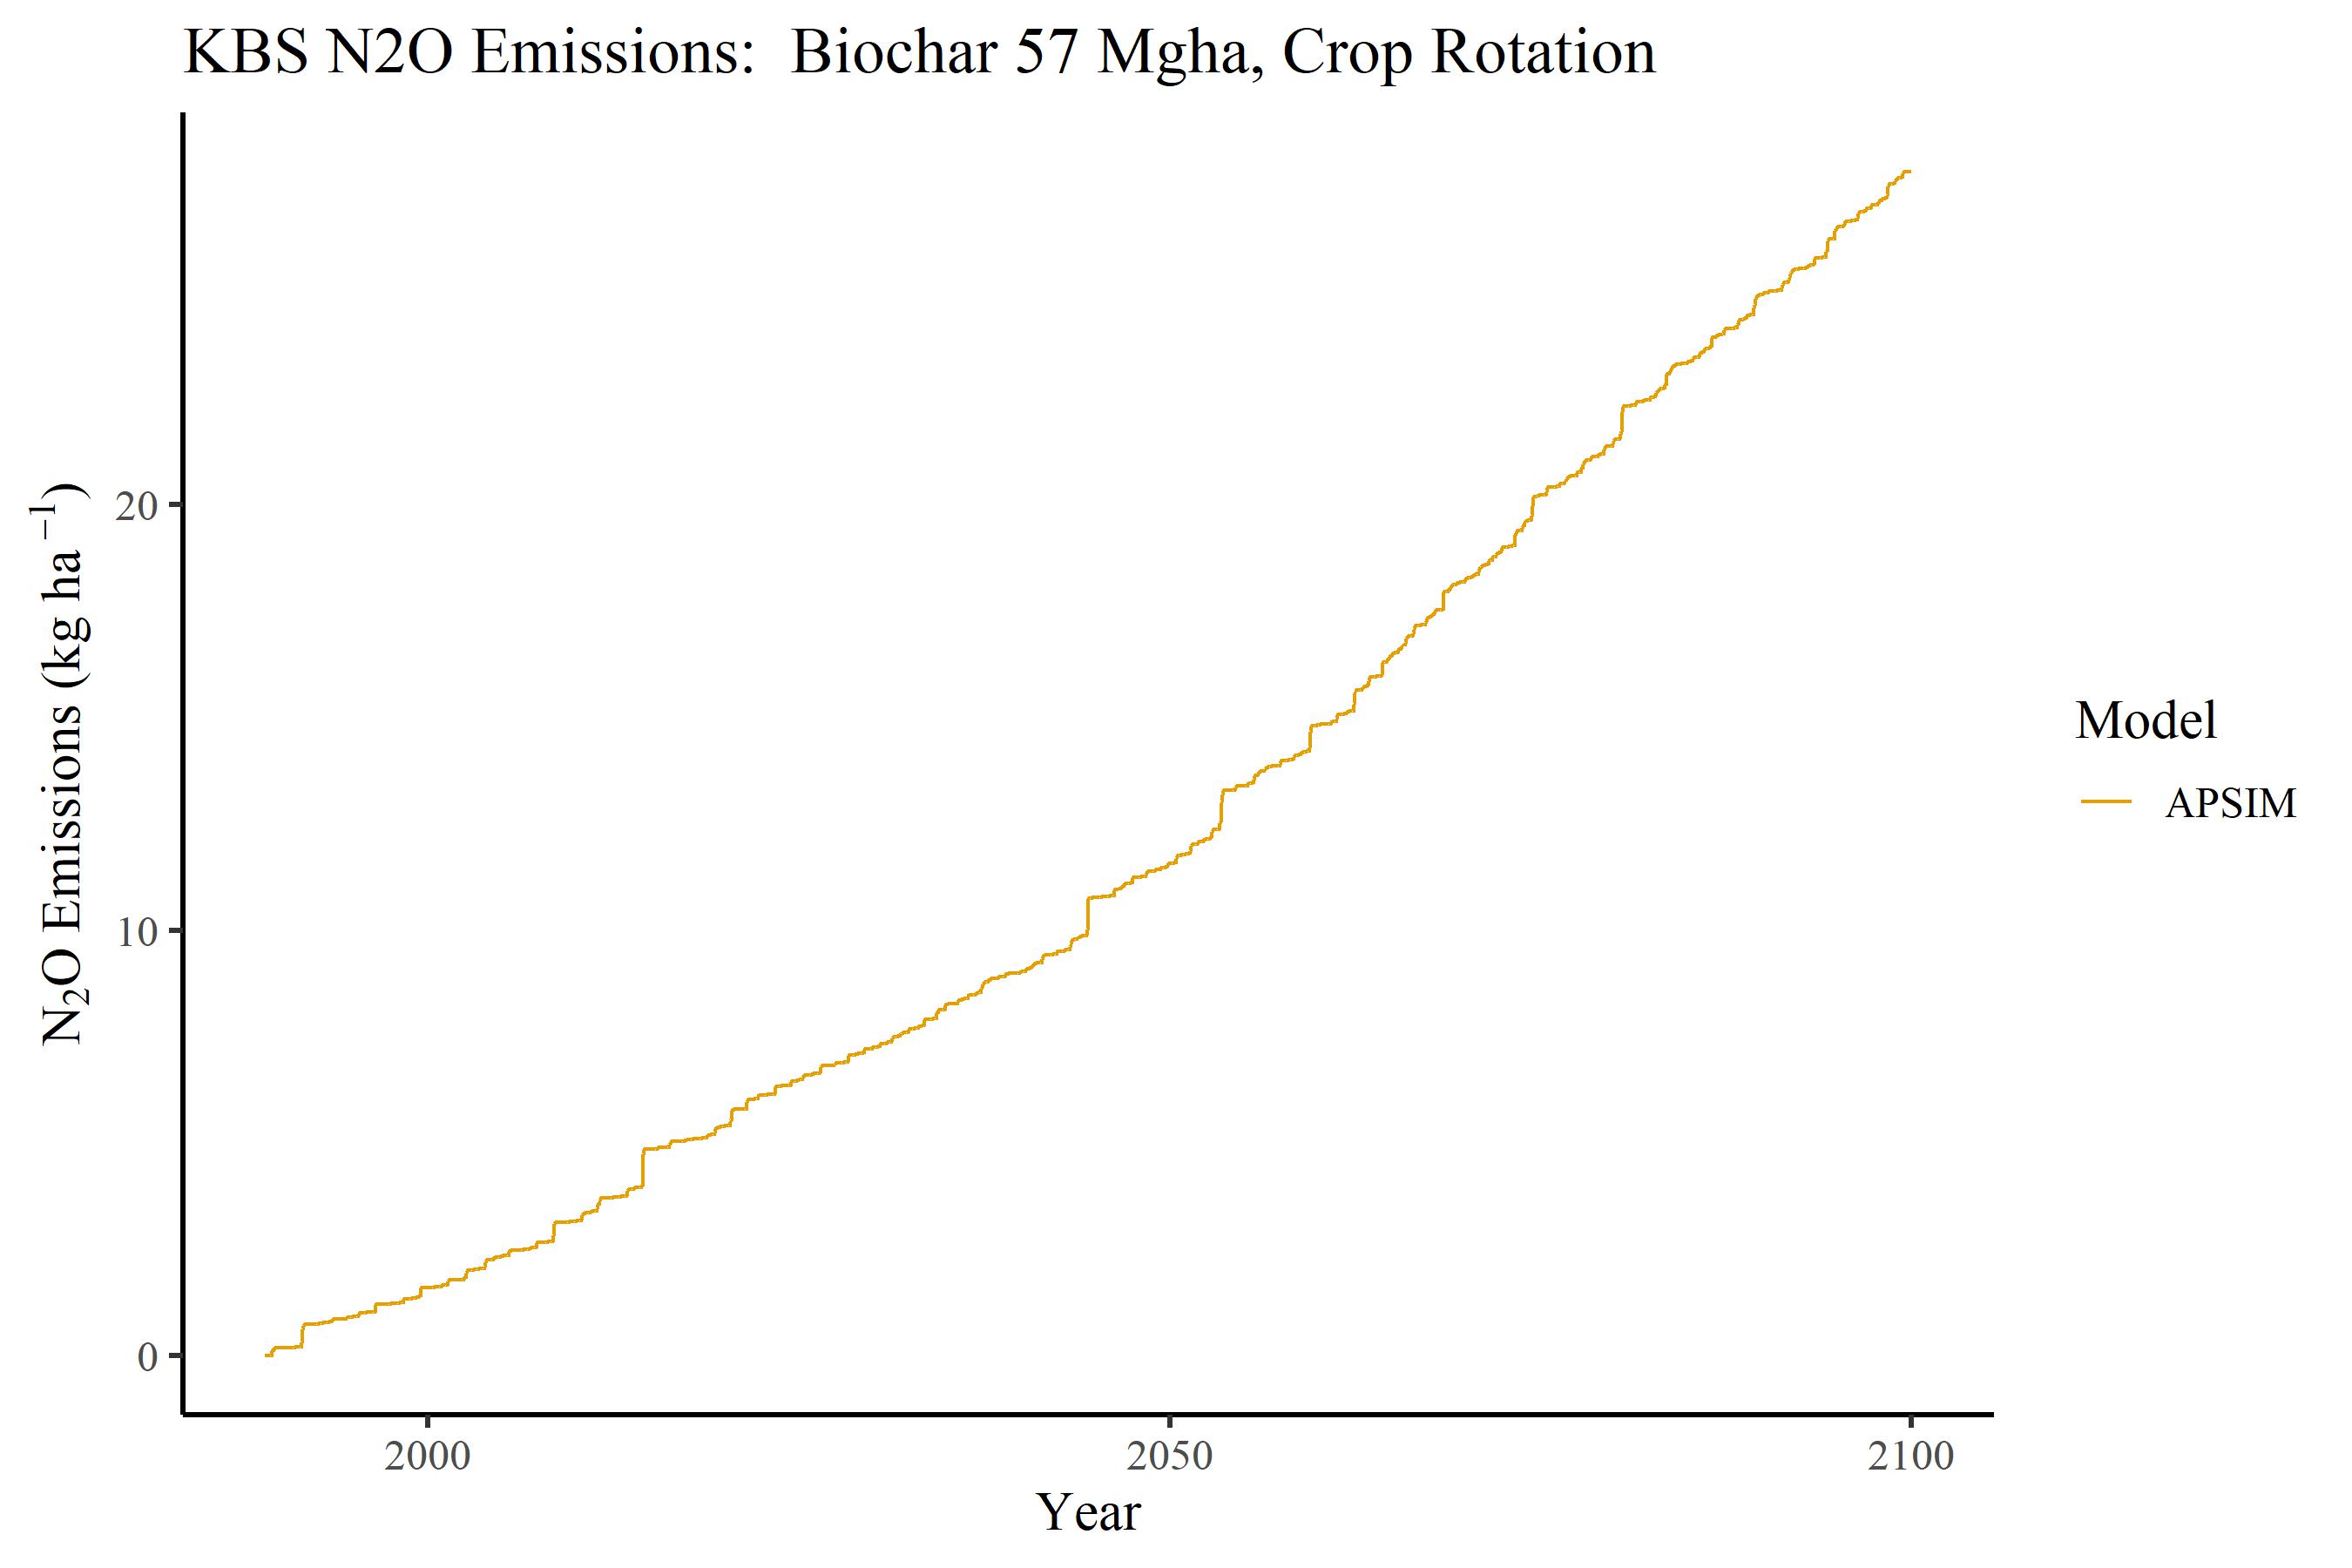 KBS N2O Emissions:  Biochar 57 Mgha, Crop Rotation
N₂O Emissions (kg ha⁻¹)
20
10
0
2000 2050 2100
Year
Model
APSIM